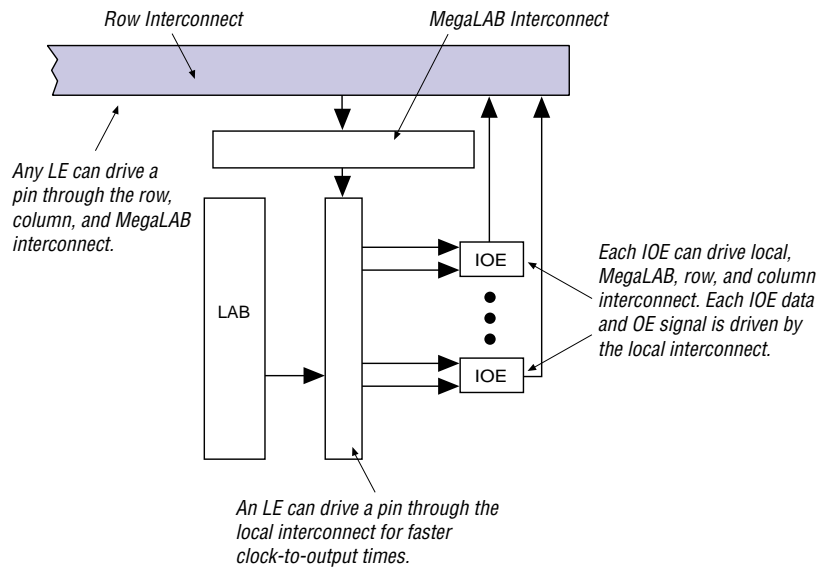 Row Interconnect
MegaLAB Interconnect
Any LE can drive a
pin through the row,
column, and MegaLAB
interconnect.
LAB
IOE
IOE
Each IOE can drive local,
MegaLAB, row, and column
interconnect. Each IOE data
and OE signal is driven by
the local interconnect.
An LE can drive a pin through the
local interconnect for faster
clock-to-output times.